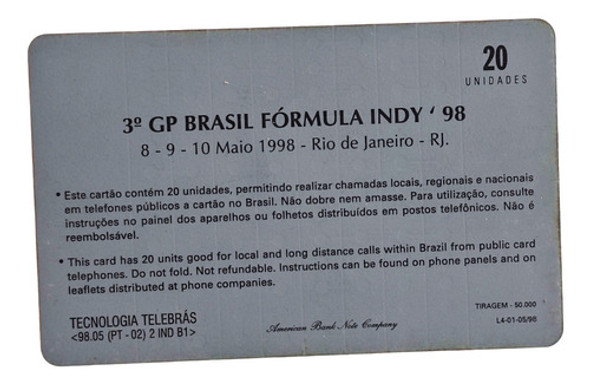 20
UNIDADES
3º GP BRASIL FÓRMULA INDY ' 98
8 - 9 - 10 Maio 1998 - Rio de Janeiro - RJ.
• Este cartão contém 20 unidades, permitindo realizar chamadas locais, regionais e nacionais
em telefones públicos a cartão no Brasil. Não dobre nem amasse. Para utilização, consulte
instruções no painel dos aparelhos ou folhetos distribuídos em postos telefônicos. Não é
reembolsável.
• This card has 20 units good for local and long distance calls within Brazil from public card
telephones. Do not fold. Not refundable. Instructions can be found on phone panels and on
leaflets distributed at phone companies.
TIRAGEM - 50.000
TECNOLOGIA TELEBRÁS
<98.05 (PT - 02) 2 IND B1>
American Bank Note Company
L4-01-05/98